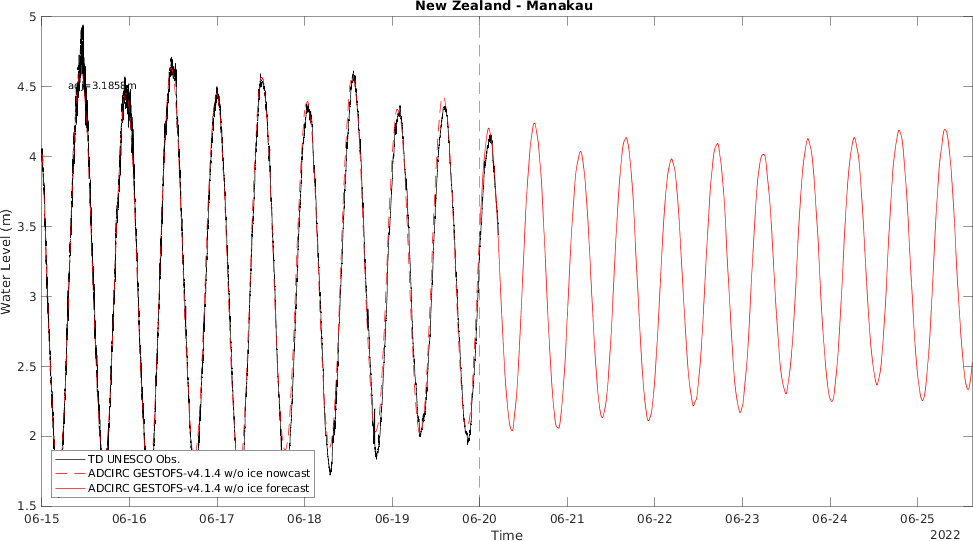 New Zealand - Manakau
5
4.5
4
3.5
3
2.5
2
1.5
Water Level (m)
adj=3.1858m
TD UNESCO Obs.
ADCIRC GESTOFS-v4.1.4 w/o ice nowcast
ADCIRC GESTOFS-v4.1.4 w/o ice forecast
06-15 06-16 06-17 06-18 06-19 06-20 06-21 06-22 06-23 06-24 06-25
Time
2022